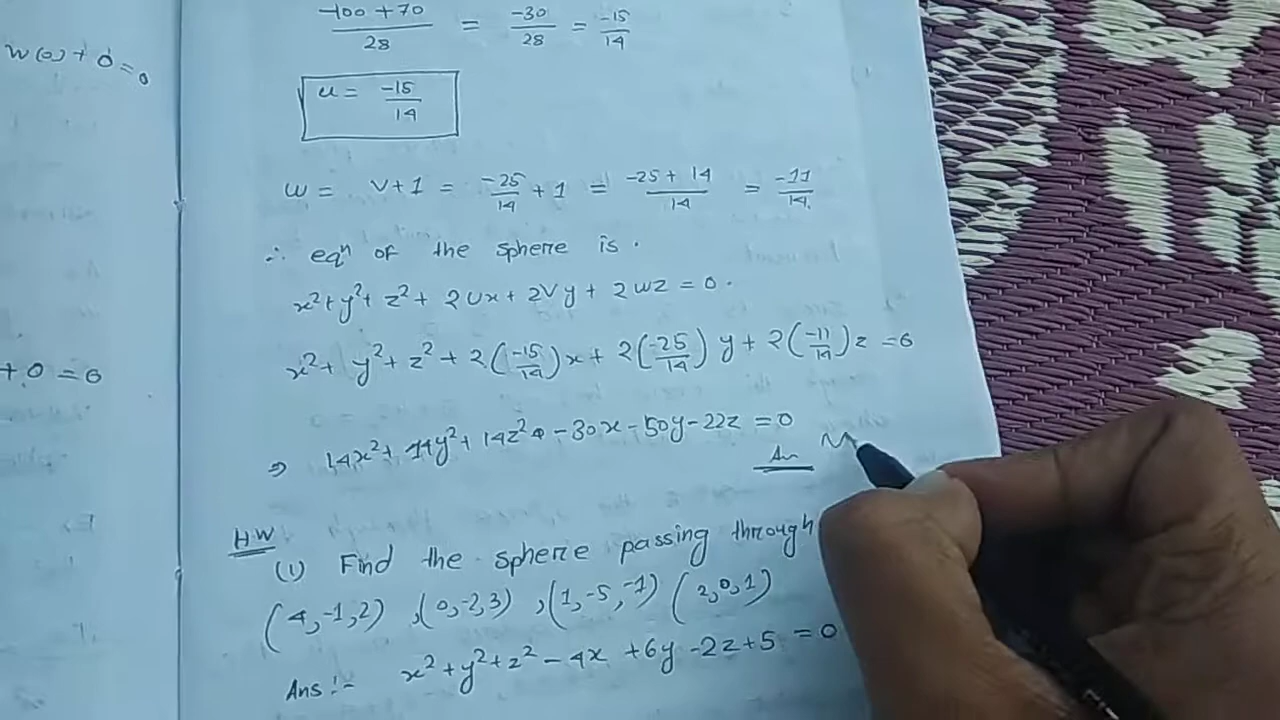 W(0) + 0 = 0
+ 0 = 0
-100 + 70 / 28 = -30 / 28 = -15 / 14
u = -15 / 14
w = v + 1 = -25 / 14 + 1 = -25 + 14 / 14 = -11 / 14
∴ eqⁿ of the sphere is.
x² + y² + z² + 2ux + 2vy + 2wz = 0.
x² + y² + z² + 2(-15/14)x + 2(-25/14)y + 2(-11/14)z = 0
⇒ 14x² + 14y² + 14z² - 30x - 50y - 22z = 0
An
HW
(1) Find the sphere passing through
(4, -1, 2), (0, -2, 3), (1, -5, -1) (2, 0, 1)
Ans :- x² + y² + z² - 4x + 6y - 2z + 5 = 0